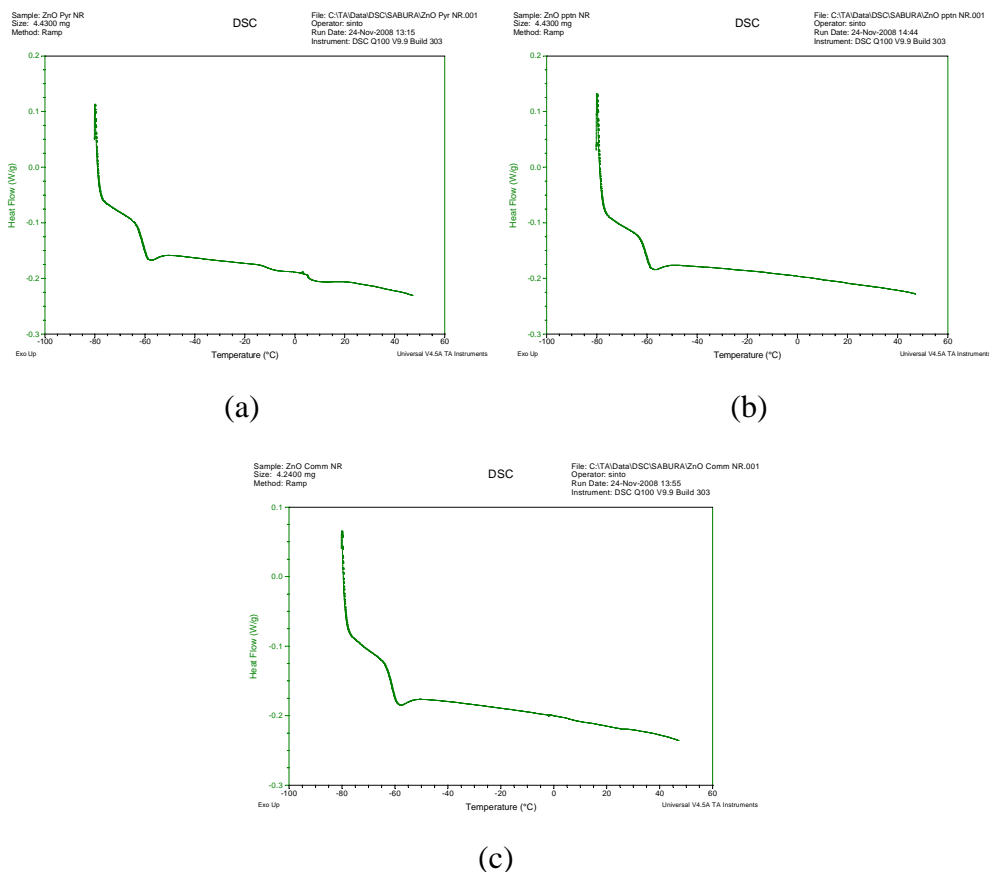 Sample: ZnO Pyr NR
Size: 4.4300 mg
Method: Ramp
DSC
File: C:\TA\Data\DSC\SABURA\ZnO Pyr NR.001
Operator: sinto
Run Date: 24-Nov-2008 13:15
Instrument: DSC Q100 V9.9 Build 303
0.2
0.1
0.0
-0.1
-0.2
-0.3
Heat Flow (W/g)
-100 -80 -60 -40 -20 0 20 40 60
Exo Up
Temperature (°C)
Universal V4.5A TA Instruments
(a)
Sample: ZnO pptn NR
Size: 4.4300 mg
Method: Ramp
DSC
File: C:\TA\Data\DSC\SABURA\ZnO pptn NR.001
Operator: sinto
Run Date: 24-Nov-2008 14:44
Instrument: DSC Q100 V9.9 Build 303
0.2
0.1
0.0
-0.1
-0.2
-0.3
Heat Flow (W/g)
-100 -80 -60 -40 -20 0 20 40 60
Exo Up
Temperature (°C)
Universal V4.5A TA Instruments
(b)
Sample: ZnO Comm NR
Size: 4.2400 mg
Method: Ramp
DSC
File: C:\TA\Data\DSC\SABURA\ZnO Comm NR.001
Operator: sinto
Run Date: 24-Nov-2008 13:55
Instrument: DSC Q100 V9.9 Build 303
0.1
0.0
-0.1
-0.2
-0.3
Heat Flow (W/g)
-100 -80 -60 -40 -20 0 20 40 60
Exo Up
Temperature (°C)
Universal V4.5A TA Instruments
(c)